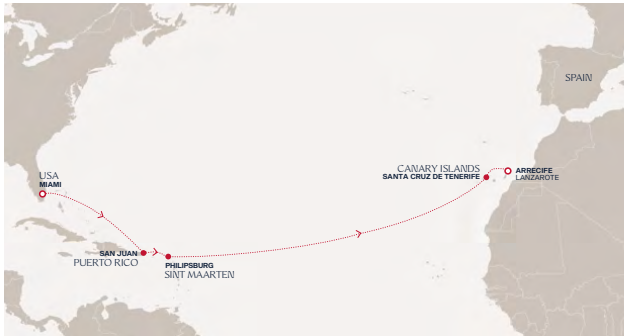 SPAIN
USA
MIAMI
CANARY ISLANDS
SANTA CRUZ DE TENERIFE
ARRECIFE
LANZAROTE
SAN JUAN
PUERTO RICO
PHILIPSBURG
SINT MAARTEN